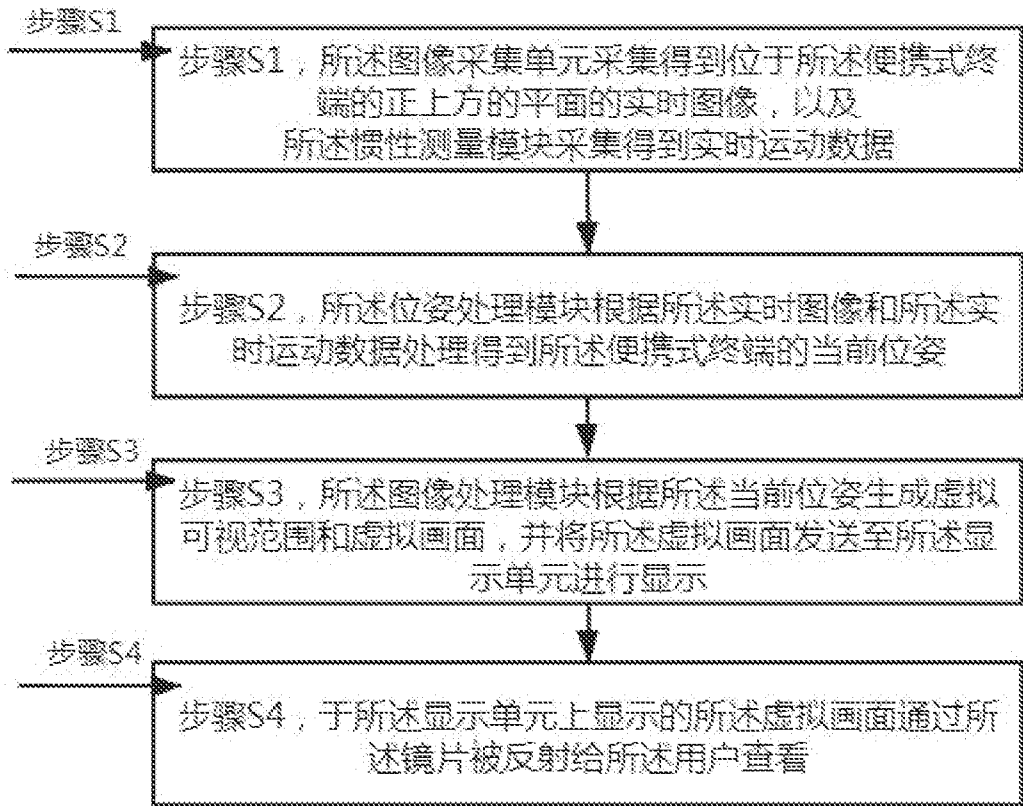 步骤S1
步骤S1，所述图像采集单元采集得到位于所述便携式终
端的正上方的平面的实时图像，以及
所述惯性测量模块采集得到实时运动数据
步骤S2
步骤S2，所述位姿处理模块根据所述实时图像和所述实
时运动数据处理得到所述便携式终端的当前位姿
步骤S3
步骤S3，所述图像处理模块根据所述当前位姿生成虚拟
可视范围和虚拟画面，并将所述虚拟画面发送至所述显
示单元进行显示
步骤S4
步骤S4，于所述显示单元上显示的所述虚拟画面通过所
述镜片被反射给所述用户查看